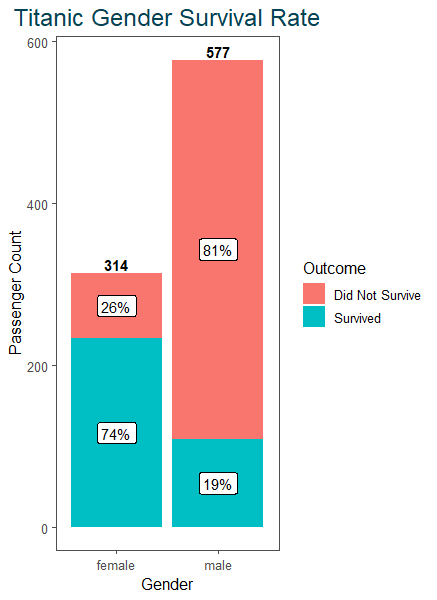 Titanic Gender Survival Rate
600
577
400
81%
Outcome
314
Did Not Survive
26%
Survived
Passenger Count
200
74%
19%
0
female
male
Gender